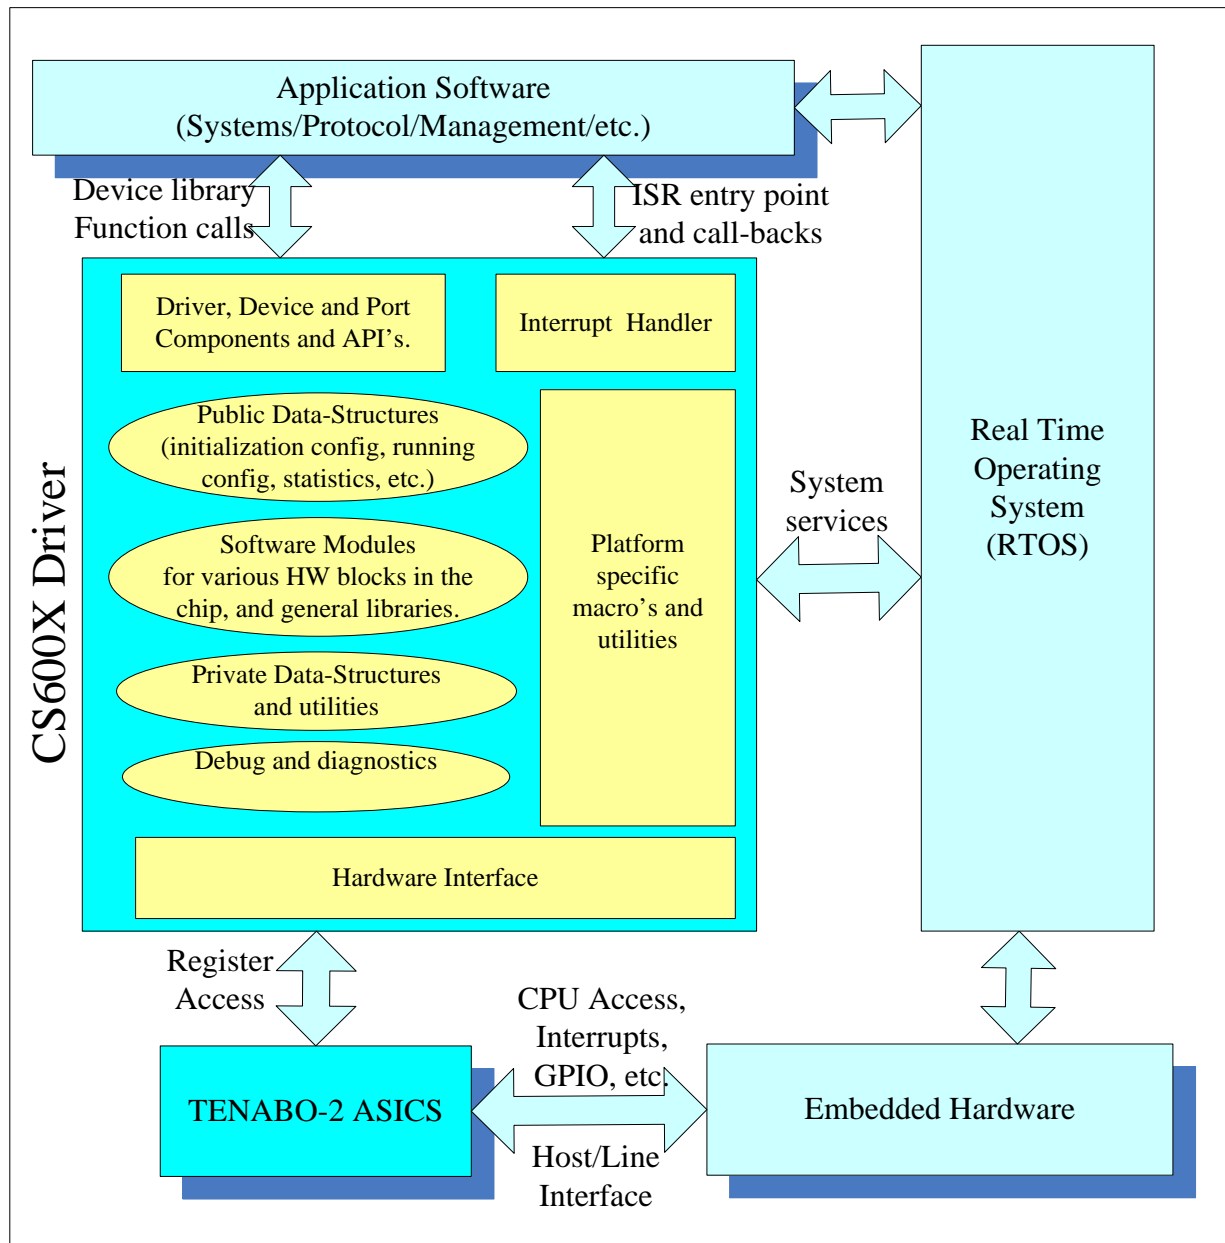 Application Software
(Systems/Protocol/Management/etc.)
Device library
Function calls
ISR entry point
and call-backs
Driver, Device and Port
Components and API's.
Interrupt Handler
Public Data-Structures
(initialization config, running
config, statistics, etc.)
Software Modules
for various HW blocks in the
chip, and general libraries.
Private Data-Structures
and utilities
Debug and diagnostics
Platform
specific
macro's and
utilities
Hardware Interface
CS600X Driver
System
services
Real Time
Operating
System
(RTOS)
Register
Access
CPU Access,
Interrupts,
GPIO, etc.
TENABO-2 ASICS
Host/Line
Interface
Embedded Hardware